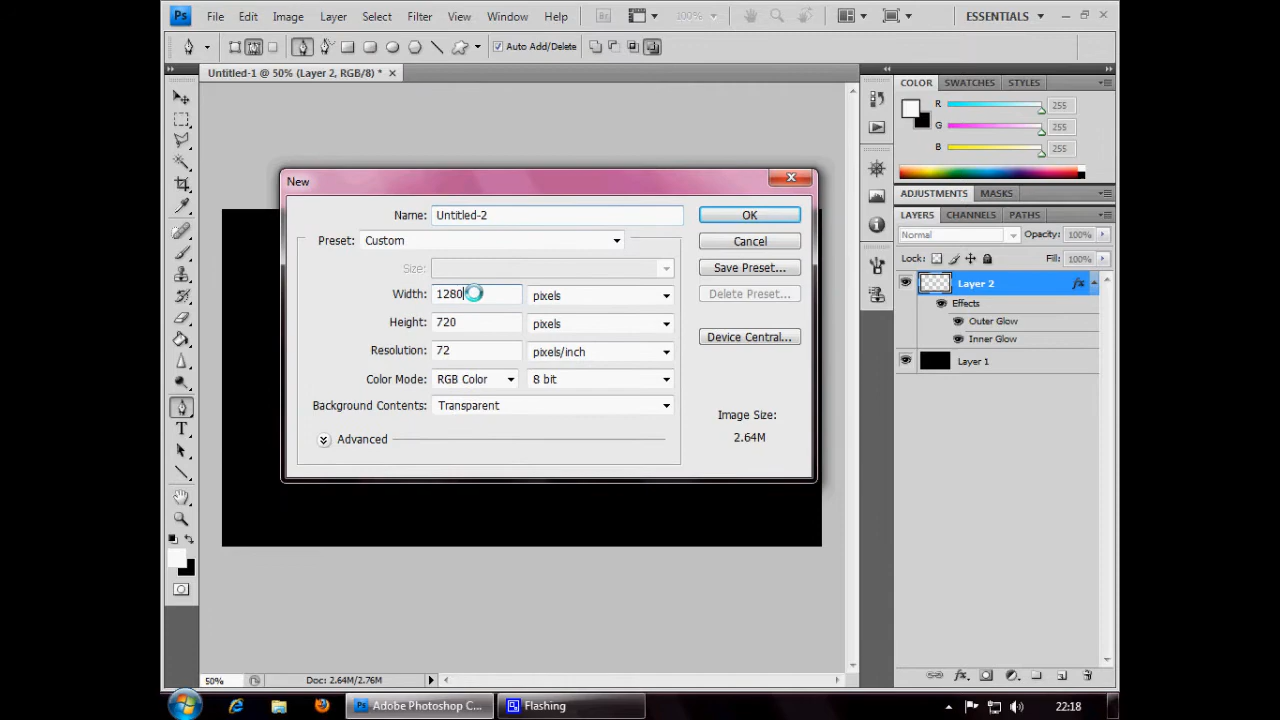 Ps File Edit Image Layer Select Filter View Window Help Br 100% ESSENTIALS
Auto Add/Delete
Untitled-1 @ 50% (Layer 2, RGB/8) *
COLOR SWATCHES STYLES
R 255
G 255
B 255
ADJUSTMENTS MASKS
LAYERS CHANNELS PATHS
Normal Opacity: 100%
Lock: Fill: 100%
Layer 2 fx
Effects
Outer Glow
Inner Glow
Layer 1
New
Name: Untitled-2 OK
Preset: Custom Cancel
Size: Save Preset...
Width: 1280 pixels Delete Preset...
Height: 720 pixels
Device Central...
Resolution: 72 pixels/inch
Color Mode: RGB Color 8 bit
Background Contents: Transparent
Image Size:
2.64M
Advanced
T
50% Doc: 2.64M/2.76M fx
Ps Adobe Photoshop C... Flashing 22:18